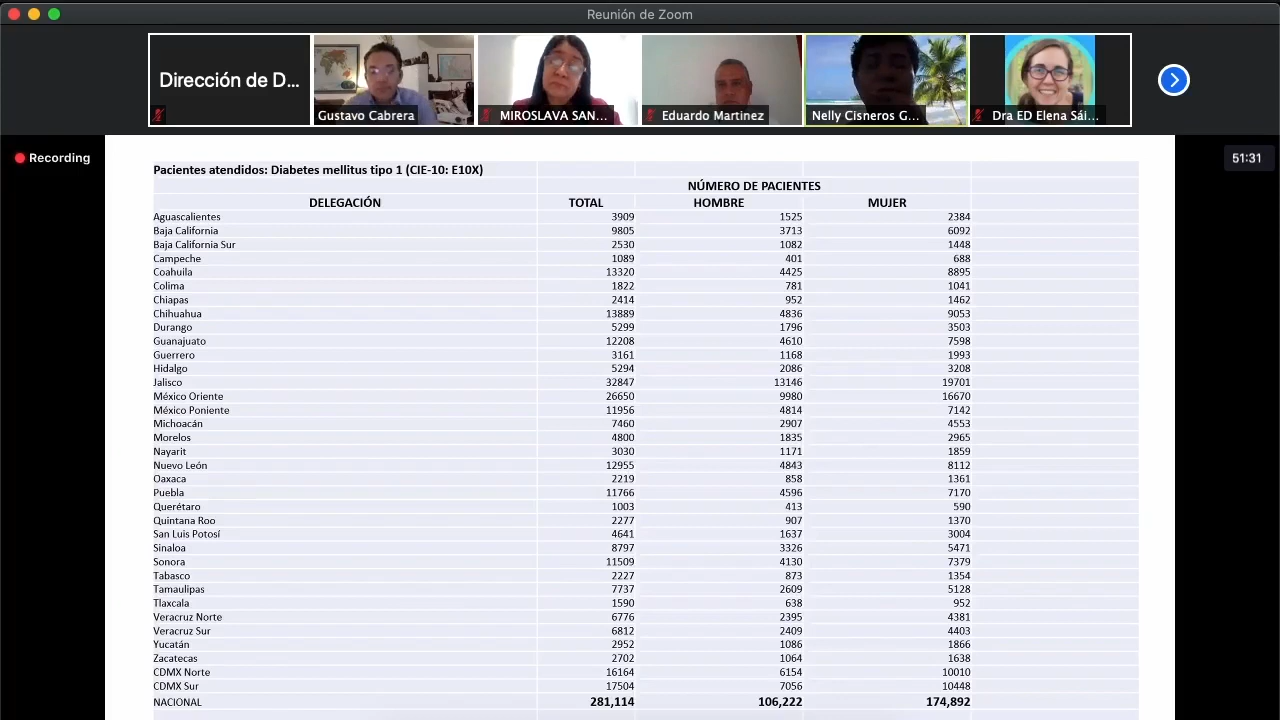 Reunión de Zoom
Dirección de D...
Gustavo Cabrera
MIROSLAVA SAN...
Eduardo Martinez
Nelly Cisneros G...
Dra ED Elena Sái...
Recording
51:31
Pacientes atendidos: Diabetes mellitus tipo 1 (CIE-10: E10X)
NÚMERO DE PACIENTES
DELEGACIÓN TOTAL HOMBRE MUJER
Aguascalientes 3909 1525 2384
Baja California 9805 3713 6092
Baja California Sur 2530 1082 1448
Campeche 1089 401 688
Coahuila 13320 4425 8895
Colima 1822 781 1041
Chiapas 2414 952 1462
Chihuahua 13889 4836 9053
Durango 5299 1796 3503
Guanajuato 12208 4610 7598
Guerrero 3161 1168 1993
Hidalgo 5294 2086 3208
Jalisco 32847 13146 19701
México Oriente 26650 9980 16670
México Poniente 11956 4814 7142
Michoacán 7460 2907 4553
Morelos 4800 1835 2965
Nayarit 3030 1171 1859
Nuevo León 12955 4843 8112
Oaxaca 2219 858 1361
Puebla 11766 4596 7170
Querétaro 1003 413 590
Quintana Roo 2277 907 1370
San Luis Potosí 4641 1637 3004
Sinaloa 8797 3326 5471
Sonora 11509 4130 7379
Tabasco 2227 873 1354
Tamaulipas 7737 2609 5128
Tlaxcala 1590 638 952
Veracruz Norte 6776 2395 4381
Veracruz Sur 6812 2409 4403
Yucatán 2952 1086 1866
Zacatecas 2702 1064 1638
CDMX Norte 16164 6154 10010
CDMX Sur 17504 7056 10448
NACIONAL 281,114 106,222 174,892